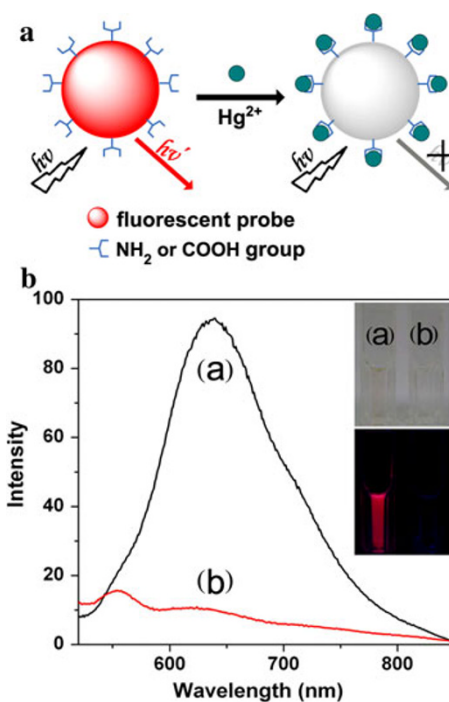 a
Hg2+
hν
hν'
hν
fluorescent probe
NH2 or COOH group
b
100
80
60
40
20
0
Intensity
(a)
(b)
(a) (b)
600 700 800
Wavelength (nm)